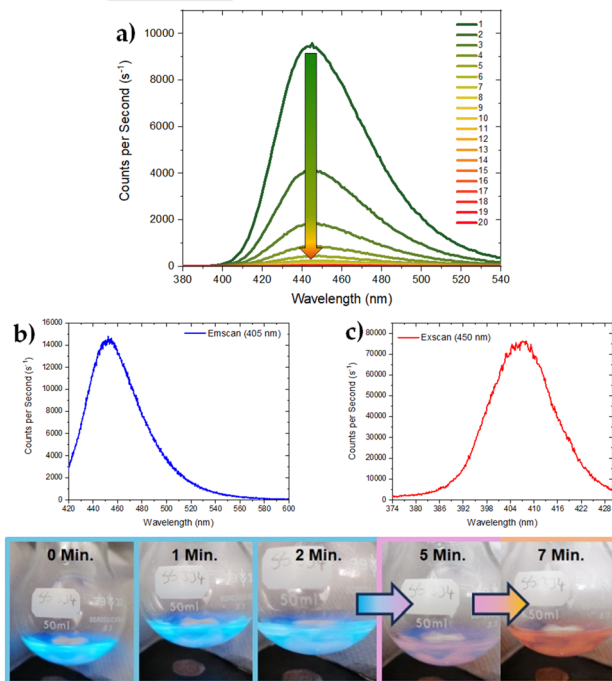 a)
10000
8000
6000
4000
2000
0
Counts per Second (s⁻¹)
1
2
3
4
5
6
7
8
9
10
11
12
13
14
15
16
17
18
19
20
380 400 420 440 460 480 500 520 540
Wavelength (nm)
b)
16000
14000
12000
10000
8000
6000
4000
2000
0
Counts per Second (s⁻¹)
Emscan (405 nm)
420 440 460 480 500 520 540 560 580 600
Wavelength (nm)
c)
80000
70000
60000
50000
40000
30000
20000
10000
0
Counts per Second (s⁻¹)
Exscan (450 nm)
374 380 386 392 398 404 410 416 422 428
Wavelength (nm)
0 Min. 1 Min. 2 Min. 5 Min. 7 Min.
50ml
50ml
50ml
50ml
50ml